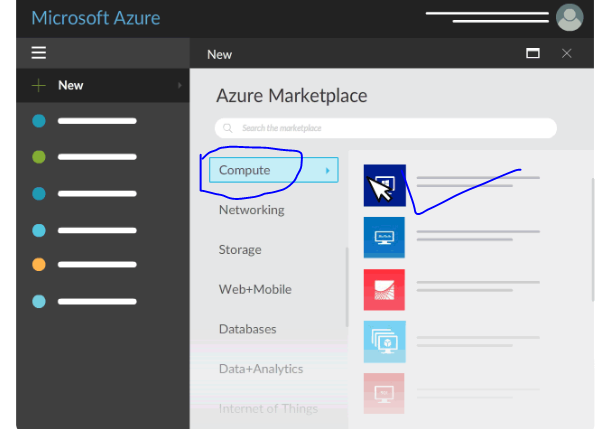 Microsoft Azure
New
New
Azure Marketplace
Search the marketplace
Compute
Networking
Storage
Web+Mobile
Databases
Data+Analytics
Internet of Things